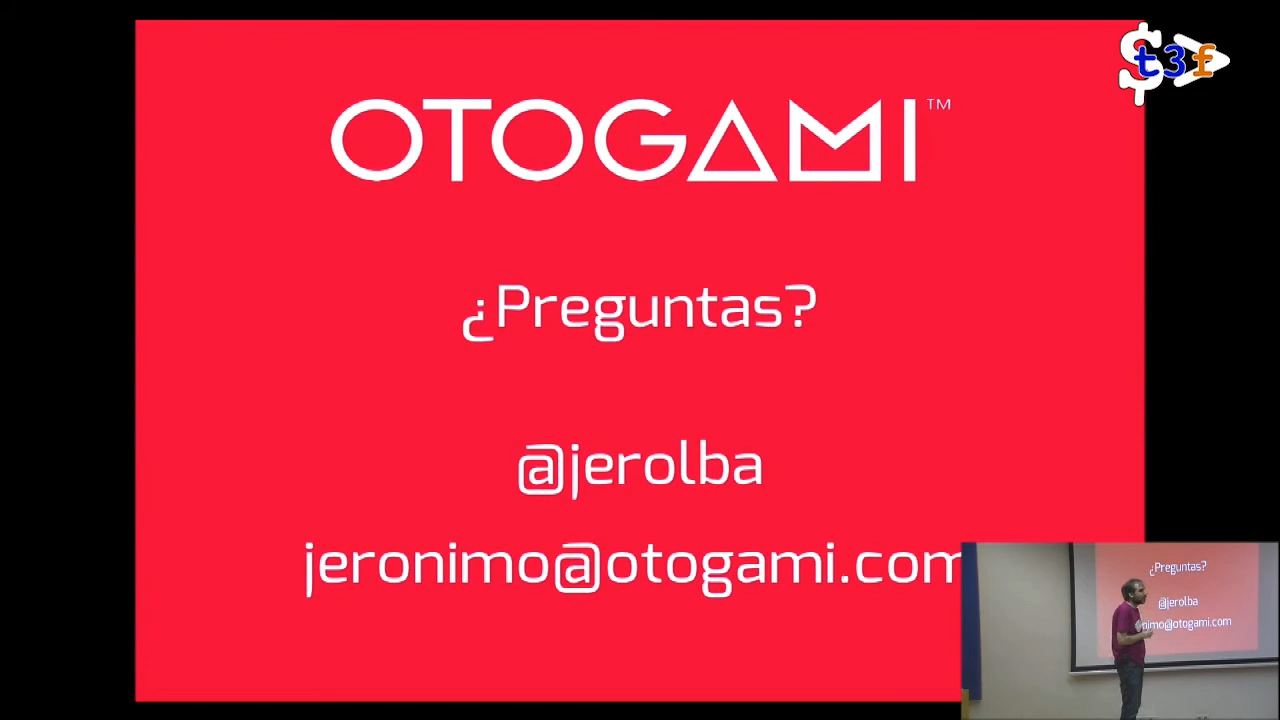 OTOGAMI™
$t3f
¿Preguntas?
@jerolba
jeronimo@otogami.com
¿Preguntas?
@jerolba
nimo@otogami.com